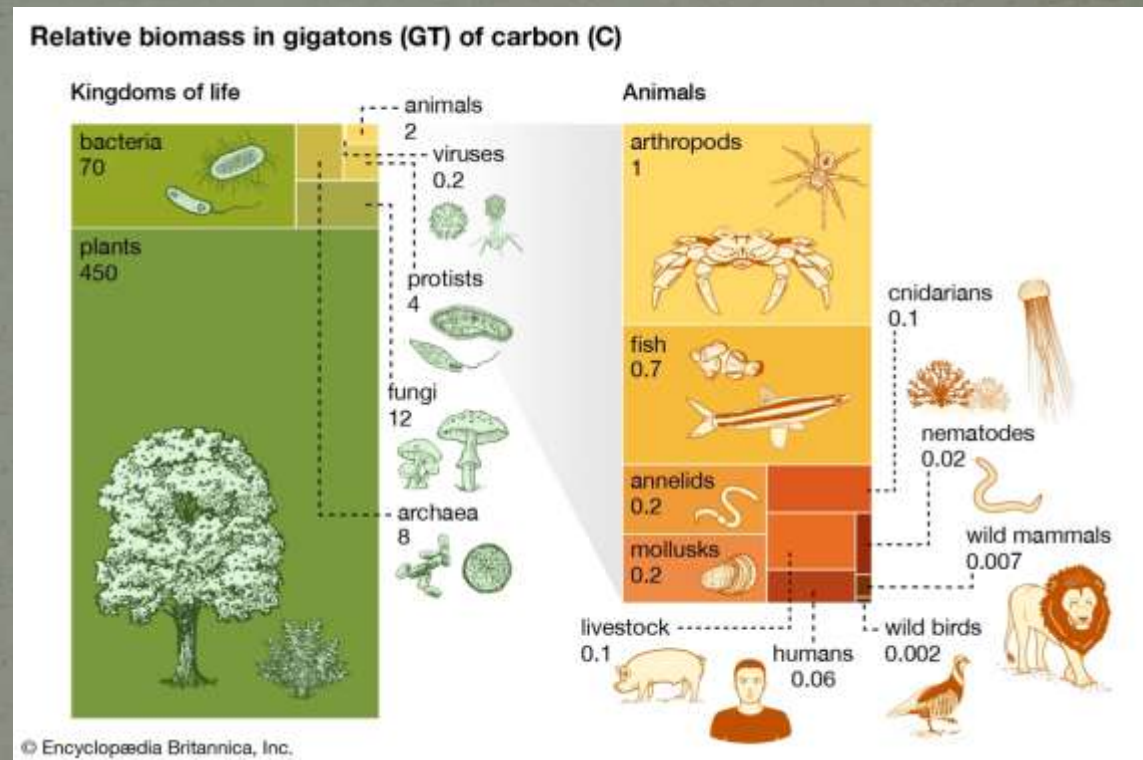 Relative biomass in gigatons (GT) of carbon (C)
Kingdoms of life
bacteria
70
plants
450
animals
2
viruses
0.2
protists
4
fungi
12
archaea
8
Animals
arthropods
1
fish
0.7
annelids
0.2
mollusks
0.2
cnidarians
0.1
nematodes
0.02
wild mammals
0.007
livestock
0.1
humans
0.06
wild birds
0.002
© Encyclopædia Britannica, Inc.